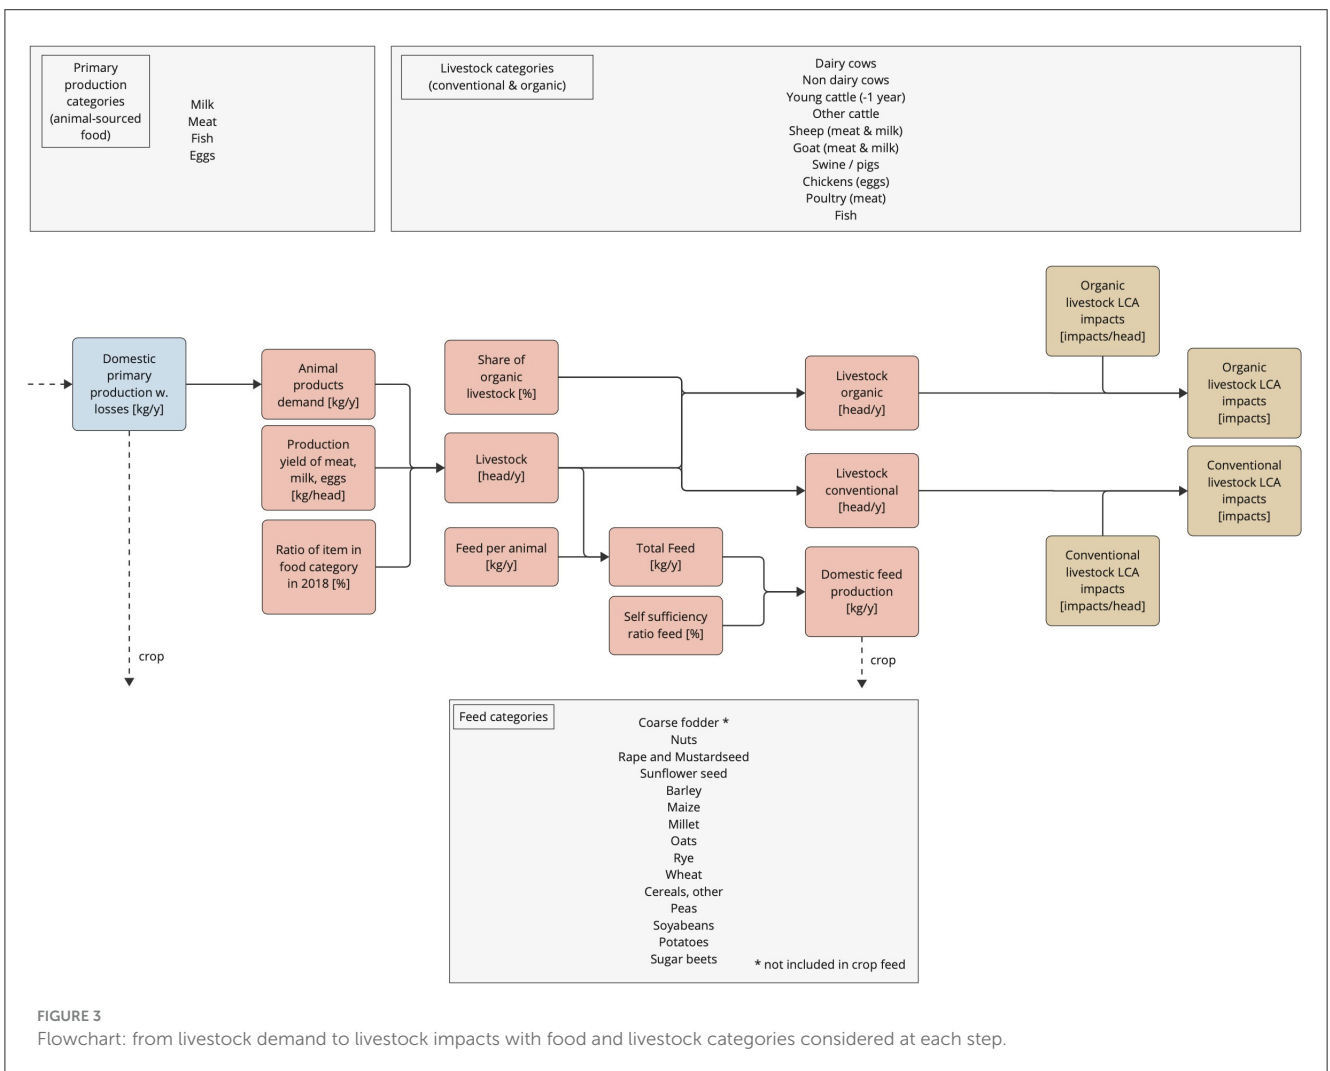 Primary
production
categories
(animal-sourced
food)
Milk
Meat
Fish
Eggs
Livestock categories
(conventional & organic)
Dairy cows
Non dairy cows
Young cattle (-1 year)
Other cattle
Sheep (meat & milk)
Goat (meat & milk)
Swine / pigs
Chickens (eggs)
Poultry (meat)
Fish
Domestic
primary
production w.
losses [kg/y]
crop
Animal
products
demand [kg/y]
Production
yield of meat,
milk, eggs
[kg/head]
Ratio of item in
food category
in 2018 [%]
Share of
organic
livestock [%]
Livestock
[head/y]
Feed per animal
[kg/y]
Total Feed
[kg/y]
Self sufficiency
ratio feed [%]
Livestock
organic
[head/y]
Livestock
conventional
[head/y]
Domestic feed
production
[kg/y]
crop
Organic
livestock LCA
impacts
[impacts/head]
Organic
livestock LCA
impacts
[impacts]
Conventional
livestock LCA
impacts
[impacts]
Conventional
livestock LCA
impacts
[impacts/head]
Feed categories
Coarse fodder *
Nuts
Rape and Mustardseed
Sunflower seed
Barley
Maize
Millet
Oats
Rye
Wheat
Cereals, other
Peas
Soyabeans
Potatoes
Sugar beets
* not included in crop feed
FIGURE 3
Flowchart: from livestock demand to livestock impacts with food and livestock categories considered at each step.